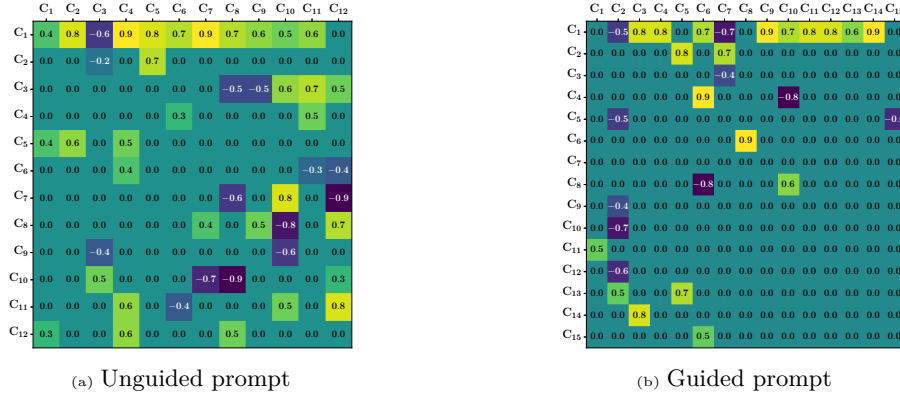 C1 C2 C3 C4 C5 C6 C7 C8 C9 C10 C11 C12
C1 0.4 0.8 −0.6 0.9 0.8 0.7 0.9 0.7 0.6 0.5 0.6 0.0
C2 0.0 0.0 −0.2 0.0 0.7 0.0 0.0 0.0 0.0 0.0 0.0 0.0
C3 0.0 0.0 0.0 0.0 0.0 0.0 0.0 −0.5 −0.5 0.6 0.7 0.5
C4 0.0 0.0 0.0 0.0 0.0 0.3 0.0 0.0 0.0 0.0 0.5 0.0
C5 0.4 0.6 0.0 0.5 0.0 0.0 0.0 0.0 0.0 0.0 0.0 0.0
C6 0.0 0.0 0.0 0.4 0.0 0.0 0.0 0.0 0.0 0.0 −0.3 −0.4
C7 0.0 0.0 0.0 0.0 0.0 0.0 0.0 −0.6 0.0 0.8 0.0 −0.9
C8 0.0 0.0 0.0 0.0 0.0 0.0 0.4 0.0 0.5 −0.8 0.0 0.7
C9 0.0 0.0 −0.4 0.0 0.0 0.0 0.0 0.0 0.0 −0.6 0.0 0.0
C10 0.0 0.0 0.5 0.0 0.0 0.0 −0.7 −0.9 0.0 0.0 0.0 0.3
C11 0.0 0.0 0.0 0.6 0.0 −0.4 0.0 0.0 0.0 0.5 0.0 0.8
C12 0.3 0.0 0.0 0.6 0.0 0.0 0.0 0.5 0.0 0.0 0.0 0.0
(a) Unguided prompt
C1 C2 C3 C4 C5 C6 C7 C8 C9 C10 C11 C12 C13 C14 C15
C1 0.0 −0.5 0.8 0.8 0.0 0.7 −0.7 0.0 0.9 0.7 0.8 0.8 0.6 0.9 0.0
C2 0.0 0.0 0.0 0.0 0.8 0.0 0.7 0.0 0.0 0.0 0.0 0.0 0.0 0.0 0.0
C3 0.0 0.0 0.0 0.0 0.0 0.0 −0.4 0.0 0.0 0.0 0.0 0.0 0.0 0.0 0.0
C4 0.0 0.0 0.0 0.0 0.0 0.9 0.0 0.0 0.0 −0.8 0.0 0.0 0.0 0.0 0.0
C5 0.0 −0.5 0.0 0.0 0.0 0.0 0.0 0.0 0.0 0.0 0.0 0.0 0.0 0.0
C6 0.0 0.0 0.0 0.0 0.0 0.0 0.0 0.9 0.0 0.0 0.0 0.0 0.0 0.0 0.0
C7 0.0 0.0 0.0 0.0 0.0 0.0 0.0 0.0 0.0 0.0 0.0 0.0 0.0 0.0 0.0
C8 0.0 0.0 0.0 0.0 0.0 −0.8 0.0 0.0 0.0 0.6 0.0 0.0 0.0 0.0 0.0
C9 0.0 −0.4 0.0 0.0 0.0 0.0 0.0 0.0 0.0 0.0 0.0 0.0 0.0 0.0 0.0
C10 0.0 −0.7 0.0 0.0 0.0 0.0 0.0 0.0 0.0 0.0 0.0 0.0 0.0 0.0 0.0
C11 0.5 0.0 0.0 0.0 0.0 0.0 0.0 0.0 0.0 0.0 0.0 0.0 0.0 0.0 0.0
C12 0.0 −0.6 0.0 0.0 0.0 0.0 0.0 0.0 0.0 0.0 0.0 0.0 0.0 0.0 0.0
C13 0.0 0.5 0.0 0.0 0.7 0.0 0.0 0.0 0.0 0.0 0.0 0.0 0.0 0.0 0.0
C14 0.0 0.0 0.8 0.0 0.0 0.0 0.0 0.0 0.0 0.0 0.0 0.0 0.0 0.0 0.0
C15 0.0 0.0 0.0 0.0 0.0 0.5 0.0 0.0 0.0 0.0 0.0 0.0 0.0 0.0 0.0
(b) Guided prompt